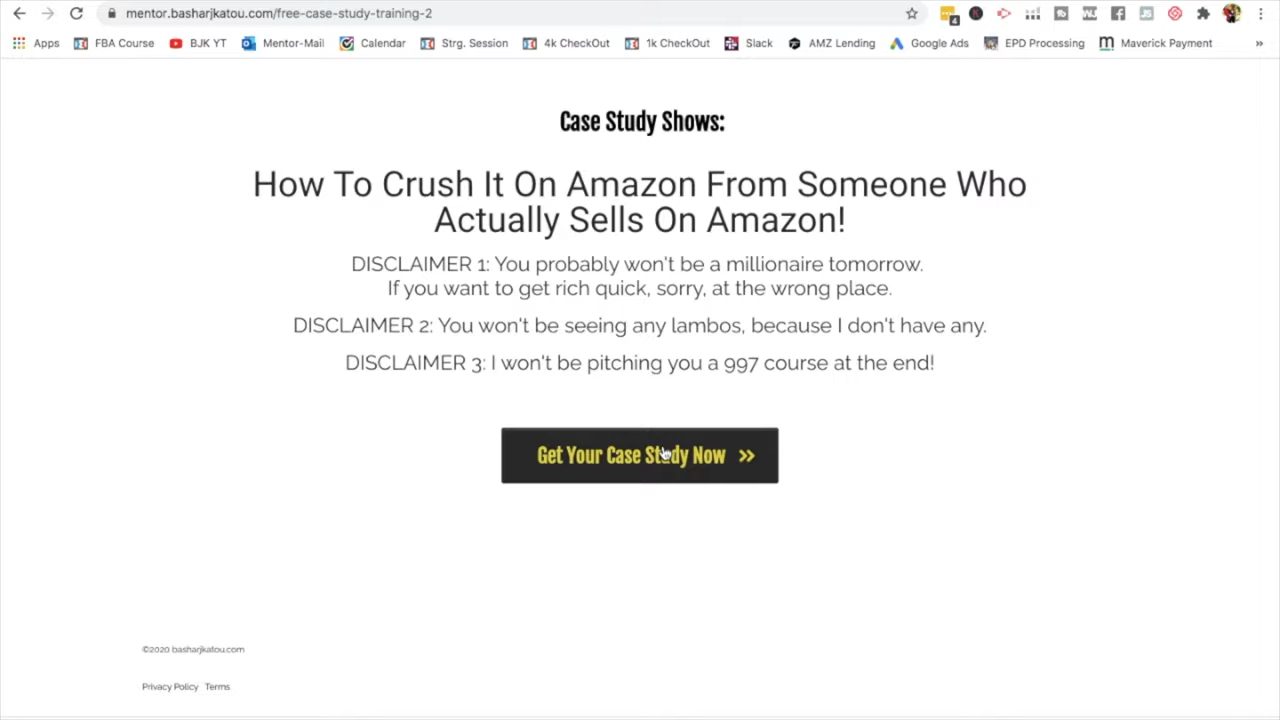 mentor.basharjkatou.com/free-case-study-training-2
4
Apps FBA Course BJK YT Mentor-Mail Calendar Strg. Session 4k CheckOut 1k CheckOut Slack AMZ Lending Google Ads EPD Processing Maverick Payment »
Case Study Shows:
How To Crush It On Amazon From Someone Who
Actually Sells On Amazon!
DISCLAIMER 1: You probably won't be a millionaire tomorrow.
If you want to get rich quick, sorry, at the wrong place.
DISCLAIMER 2: You won't be seeing any lambos, because I don't have any.
DISCLAIMER 3: I won't be pitching you a 997 course at the end!
Get Your Case Study Now »
©2020 basharjkatou.com
Privacy Policy Terms